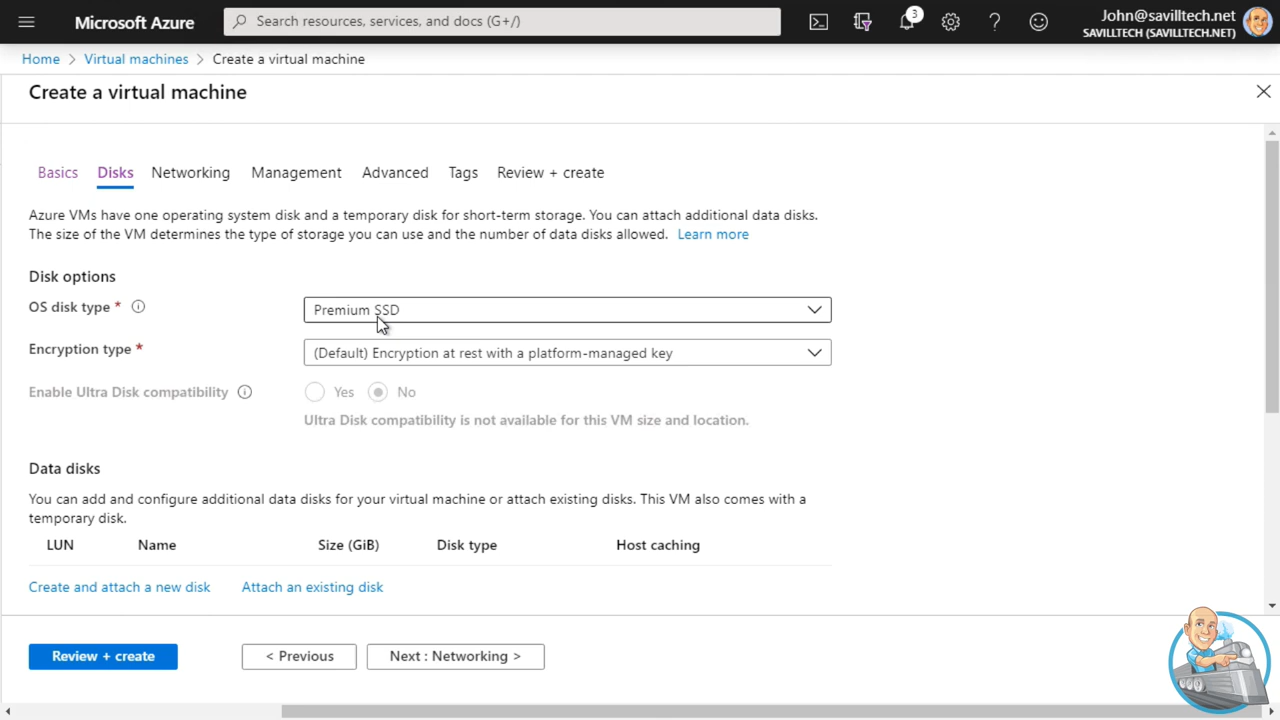 Microsoft Azure
Search resources, services, and docs (G+/)
3
?
John@savilltech.net
SAVILLTECH (SAVILLTECH.NET)
Home > Virtual machines > Create a virtual machine
Create a virtual machine
Basics Disks Networking Management Advanced Tags Review + create
Azure VMs have one operating system disk and a temporary disk for short-term storage. You can attach additional data disks.
The size of the VM determines the type of storage you can use and the number of data disks allowed. Learn more
Disk options
OS disk type * Premium SSD
Encryption type * (Default) Encryption at rest with a platform-managed key
Enable Ultra Disk compatibility Yes No
Ultra Disk compatibility is not available for this VM size and location.
Data disks
You can add and configure additional data disks for your virtual machine or attach existing disks. This VM also comes with a
temporary disk.
LUN Name Size (GiB) Disk type Host caching
Create and attach a new disk Attach an existing disk
Review + create < Previous Next : Networking >